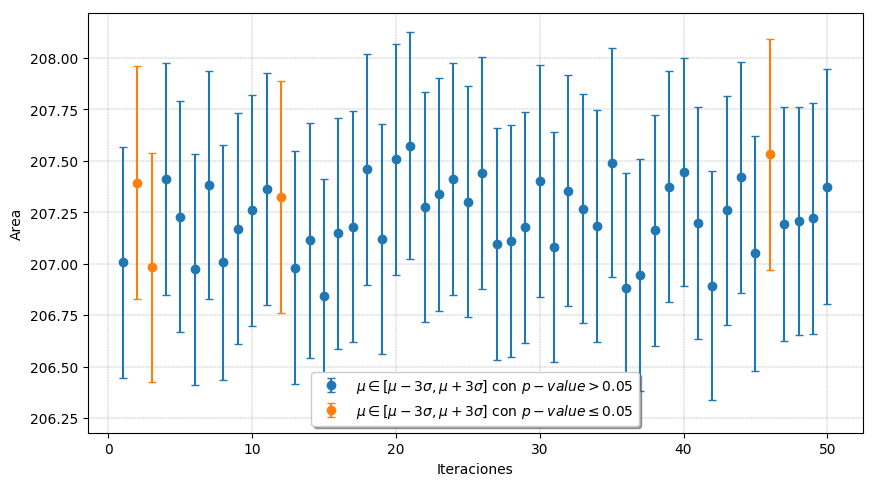 Area
208.00
207.75
207.50
207.25
207.00
206.75
206.50
206.25
μ ∈ [μ − 3σ, μ + 3σ] con p − value > 0.05
μ ∈ [μ − 3σ, μ + 3σ] con p − value ≤ 0.05
0 10 20 30 40 50
Iteraciones